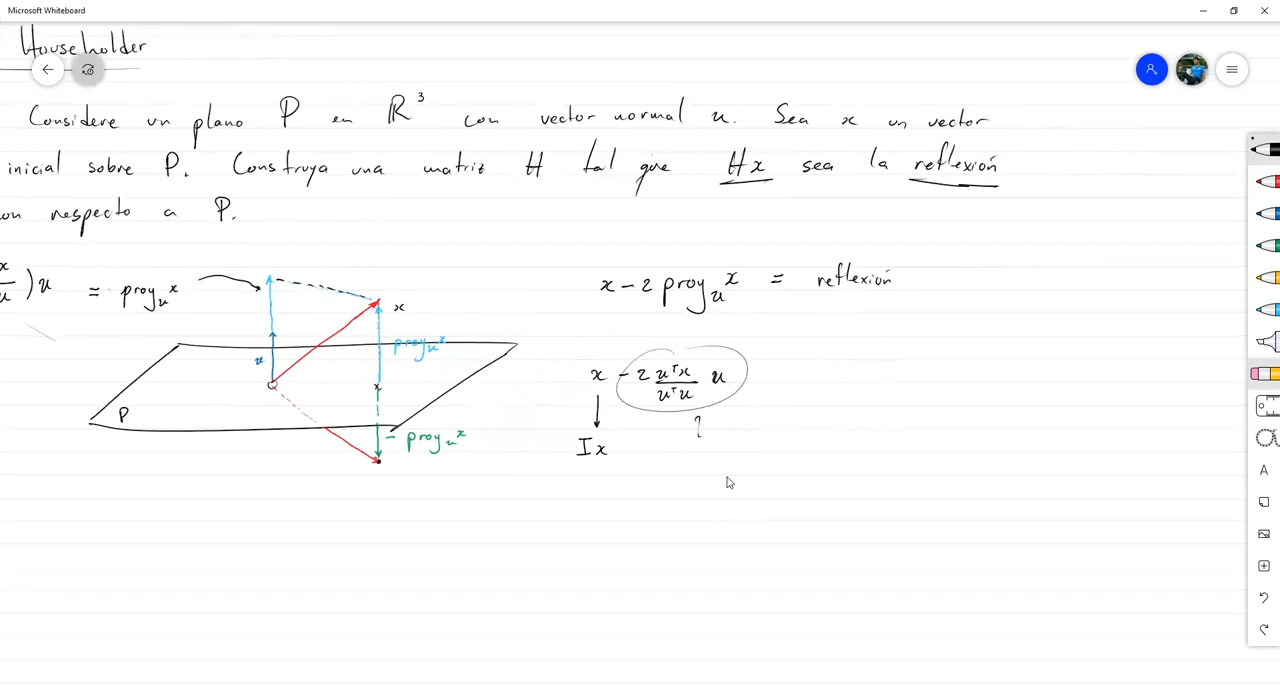 Microsoft Whiteboard
Householder
Considere un plano P en R³ con vector normal u. Sea x un vector
inicial sobre P. Construya una matriz H tal que Hx sea la reflexión
on respecto a P.
x/u) u = proy_u x
x
u
proy_u x
P
- proy_u x
x - 2 proy_u x = reflexión
x - 2 uᵀx/uᵀu u
?
Ix
A